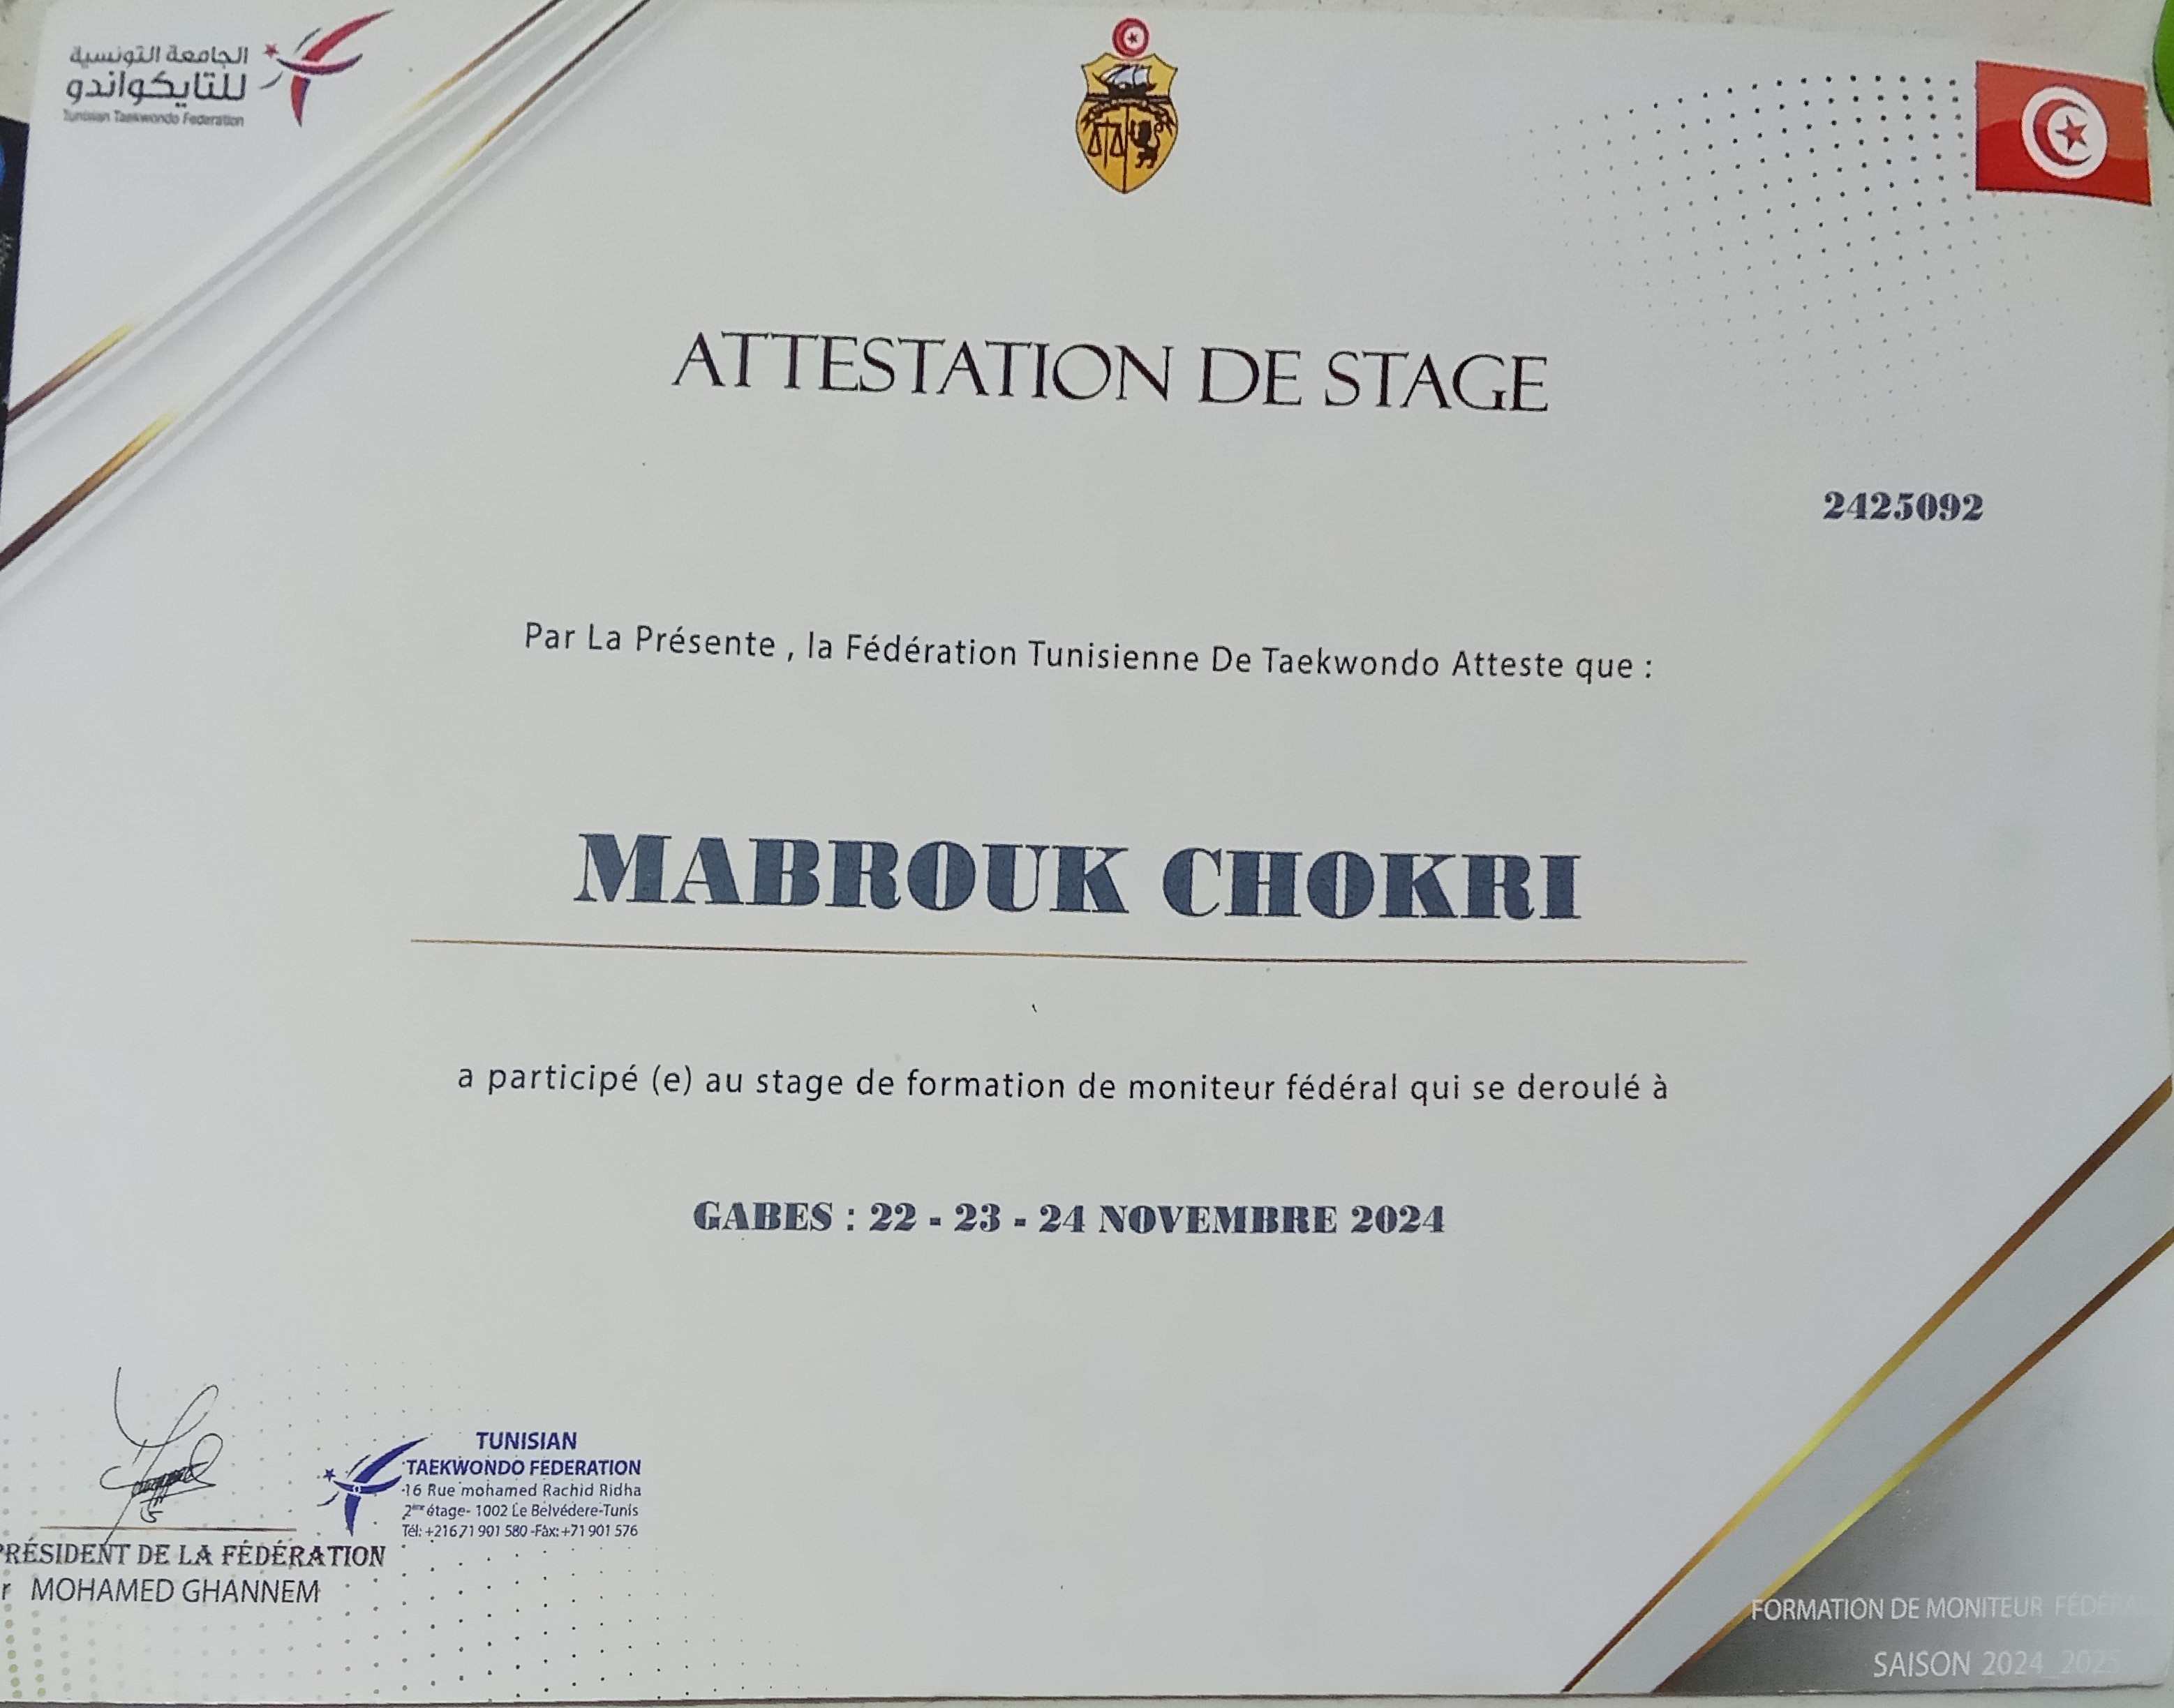 الجامعة التونسية
للتايكواندو
Tunisian Taekwondo Federation
ATTESTATION DE STAGE
2425092
Par La Présente , la Fédération Tunisienne De Taekwondo Atteste que :
MABROUK CHOKRI
a participé (e) au stage de formation de moniteur fédéral qui se deroulé à
GABES : 22 - 23 - 24 NOVEMBRE 2024
TUNISIAN
TAEKWONDO FEDERATION
16 Rue mohamed Rachid Ridha
2ème étage- 1002 Le Belvédere-Tunis
Tél: +216 71 901 580 -Fax: +71 901 576
PRÉSIDENT DE LA FÉDÉRATION
r MOHAMED GHANNEM
FORMATION DE MONITEUR FÉDÉRAL
SAISON 2024_2025